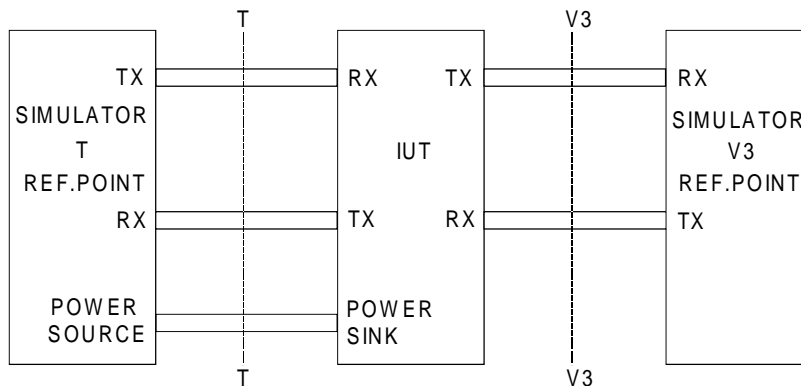 T
V3
TX
RX
TX
RX
SIMULATOR
T
REF.POINT
IUT
SIMULATOR
V3
REF.POINT
RX
TX
RX
TX
POWER
SOURCE
POWER
SINK
T
V3